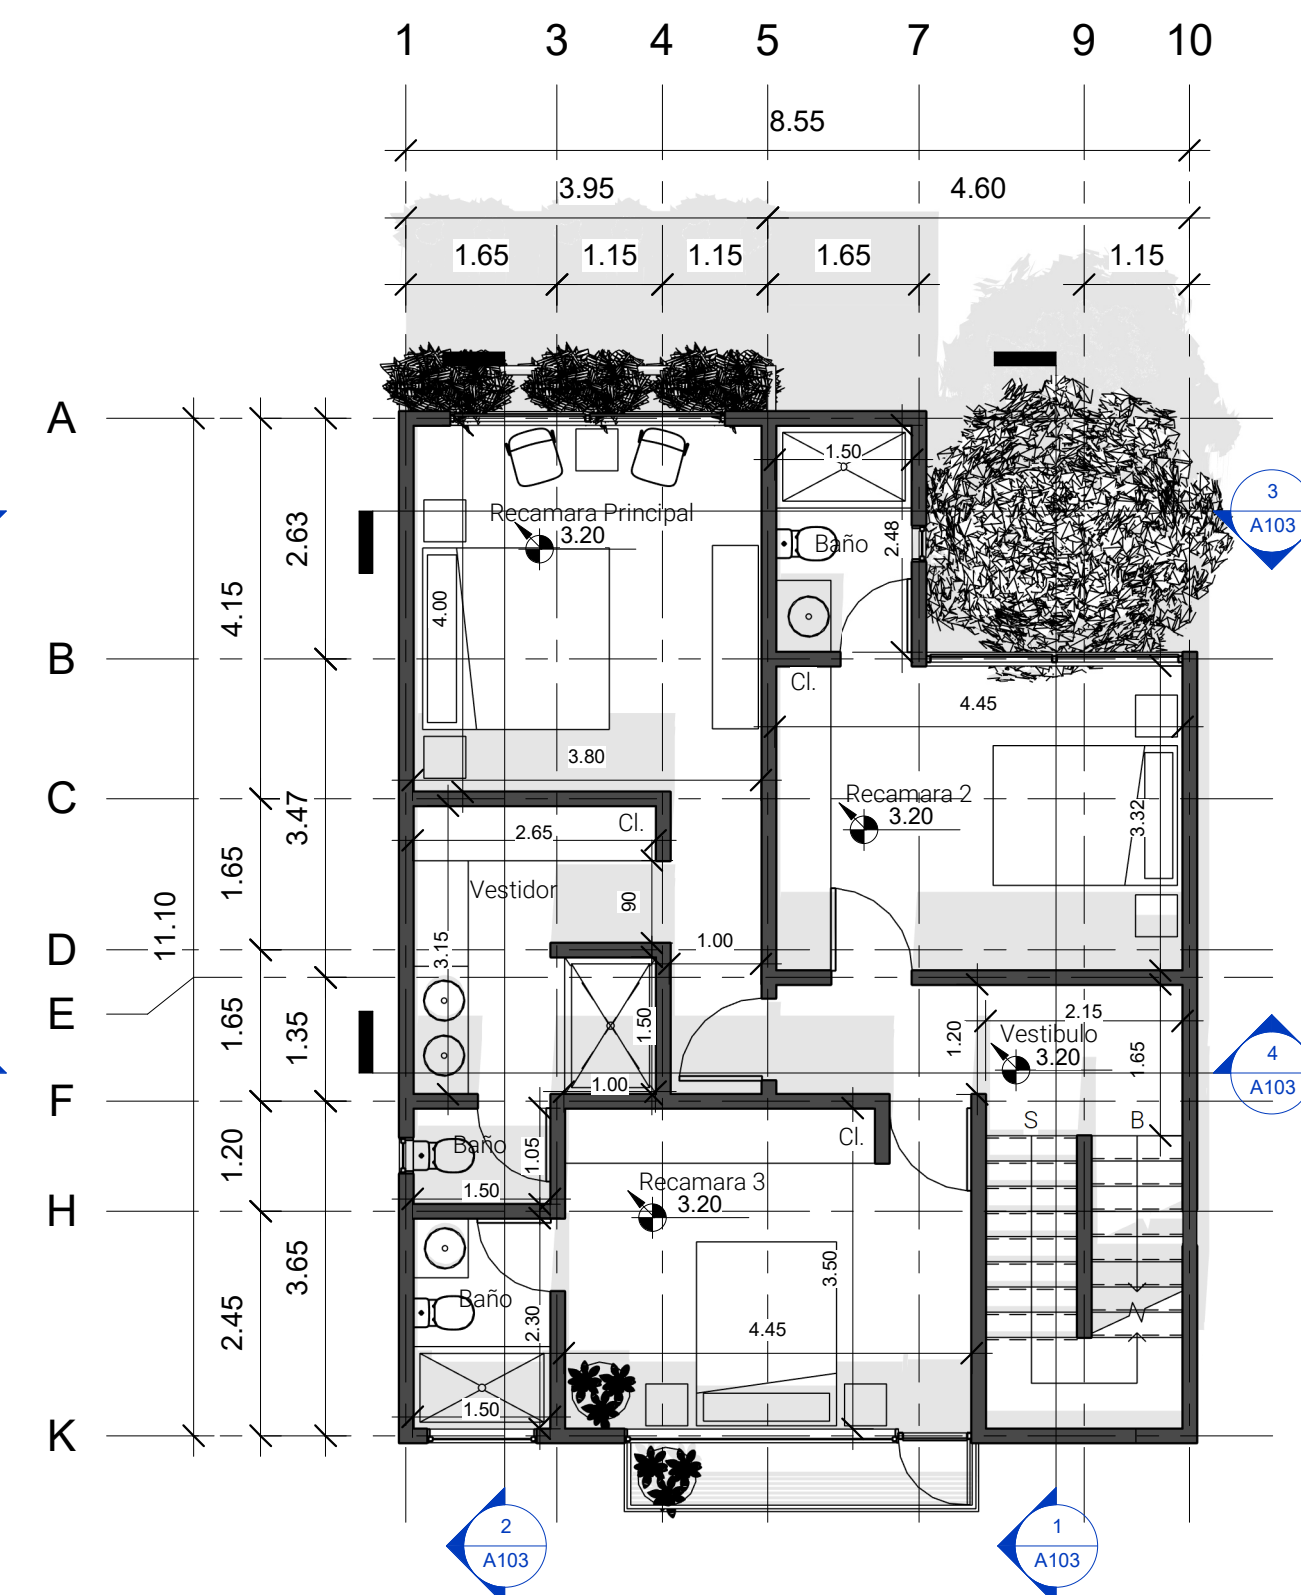 1 3 4 5 7 9 10
8.55
3.95 4.60
1.65 1.15 1.15 1.65 1.15
A
B
C
D
E
F
H
K
11.10
4.15
1.65
1.65
1.20
2.45
2.63
3.47
1.35
3.65
Recamara Principal
3.20
4.00
3.80
1.50
Baño
2.48
Cl.
4.45
Recamara 2
3.20
3.32
Cl.
2.65
Vestidor
90
3.15
1.00
1.50
1.00
1.20
2.15
Vestibulo
3.20
1.65
S B
Baño
1.05
1.50
Cl.
Recamara 3
3.20
3.50
4.45
Baño
2.30
1.50
3
A103
4
A103
2
A103
1
A103